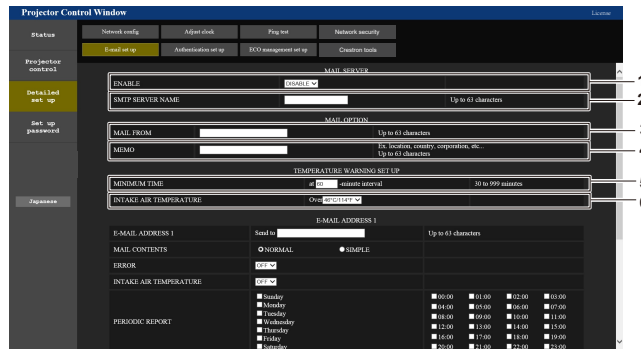 Projector Control Window
License
Status
Network config
Adjust clock
Ping test
Network security
E-mail set up
Authentication set up
ECO management set up
Crestron tools
Projector
control
Detailed
set up
Set up
password
Japanese
MAIL SERVER
ENABLE
DISABLE
1
SMTP SERVER NAME
Up to 63 characters
2
MAIL OPTION
MAIL FROM
Up to 63 characters
MEMO
Ex. location, country, corporation, etc...
Up to 63 characters
TEMPERATURE WARNING SET UP
MINIMUM TIME
at 60 -minute interval
30 to 999 minutes
INTAKE AIR TEMPERATURE
Over 46°C/114°F
E-MAIL ADDRESS 1
E-MAIL ADDRESS 1
Send to
Up to 63 characters
MAIL CONTENTS
NORMAL
SIMPLE
ERROR
OFF
INTAKE AIR TEMPERATURE
OFF
PERIODIC REPORT
Sunday
Monday
Tuesday
Wednesday
Thursday
Friday
Saturday
00:00 01:00 02:00 03:00
04:00 05:00 06:00 07:00
08:00 09:00 10:00 11:00
12:00 13:00 14:00 15:00
16:00 17:00 18:00 19:00
20:00 21:00 22:00 23:00